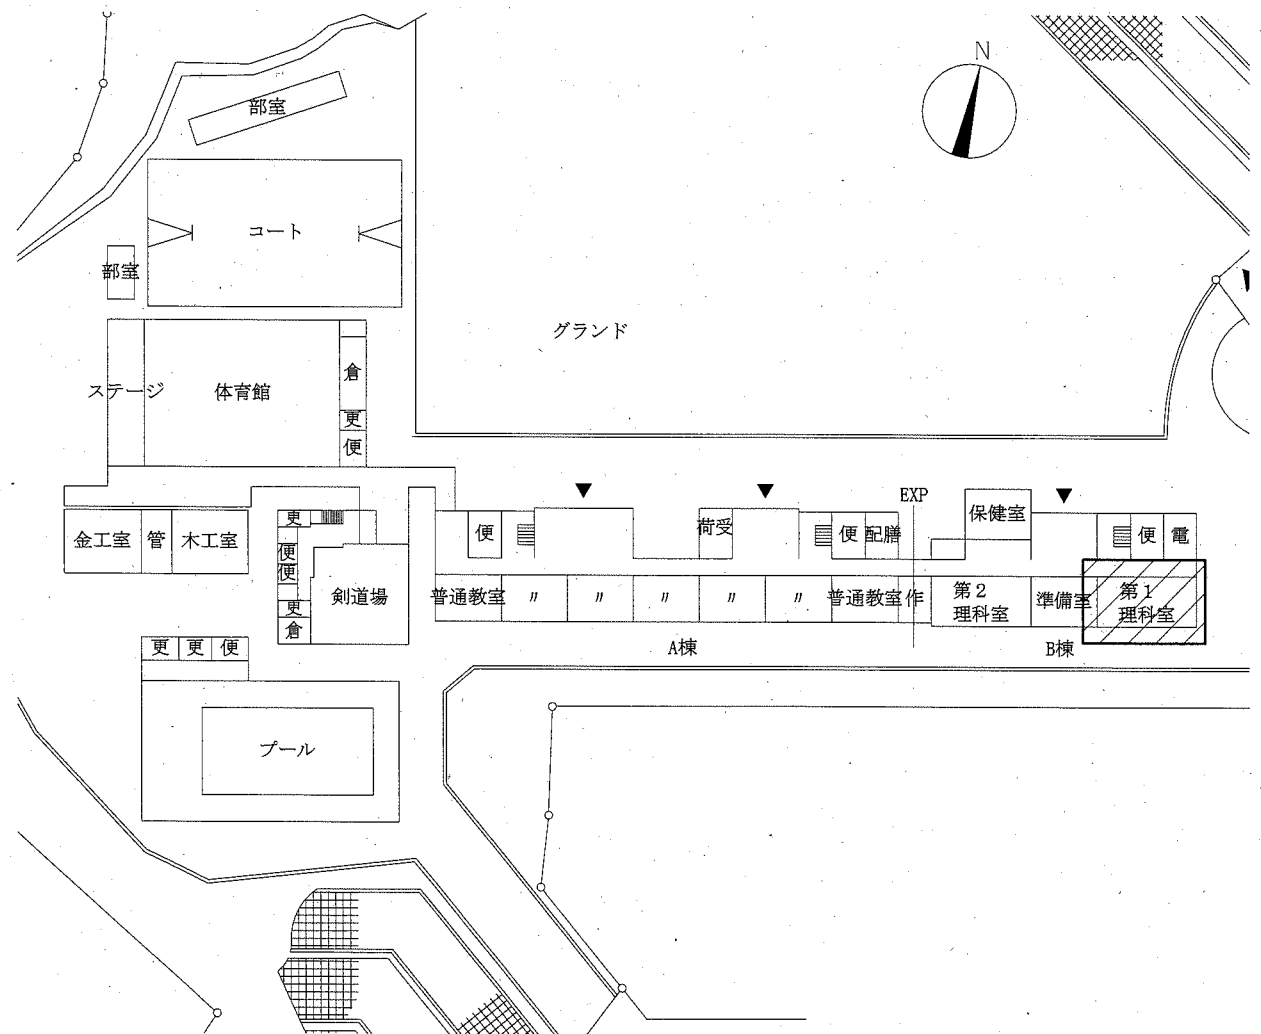 N
部室
コート
部室
グランド
ステージ
体育館
倉
更
便
EXP
金工室
管
木工室
更
便
便
更
倉
剣道場
便
荷受
便
配膳
保健室
便
電
普通教室
〃
〃
〃
〃
〃
普通教室
作
第2
理科室
準備室
第1
理科室
A棟
B棟
更
更
便
プール